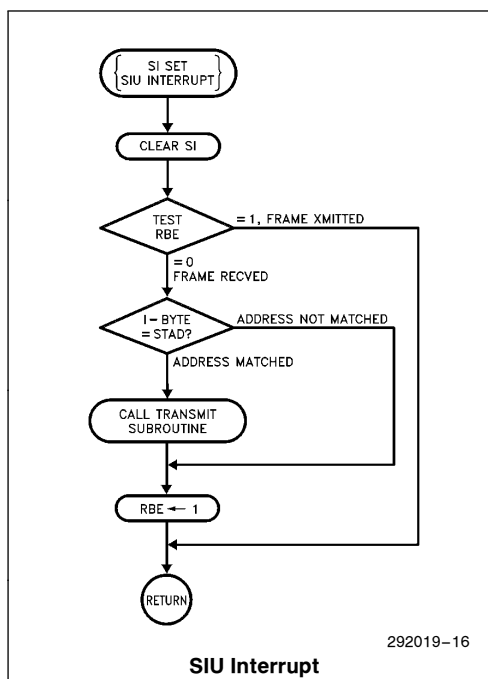 SI SET
SIU INTERRUPT
CLEAR SI
TEST
RBE
= 1, FRAME XMITTED
= 0
FRAME RECVED
I - BYTE
= STAD?
ADDRESS NOT MATCHED
ADDRESS MATCHED
CALL TRANSMIT
SUBROUTINE
RBE ← 1
RETURN
292019-16
SIU Interrupt